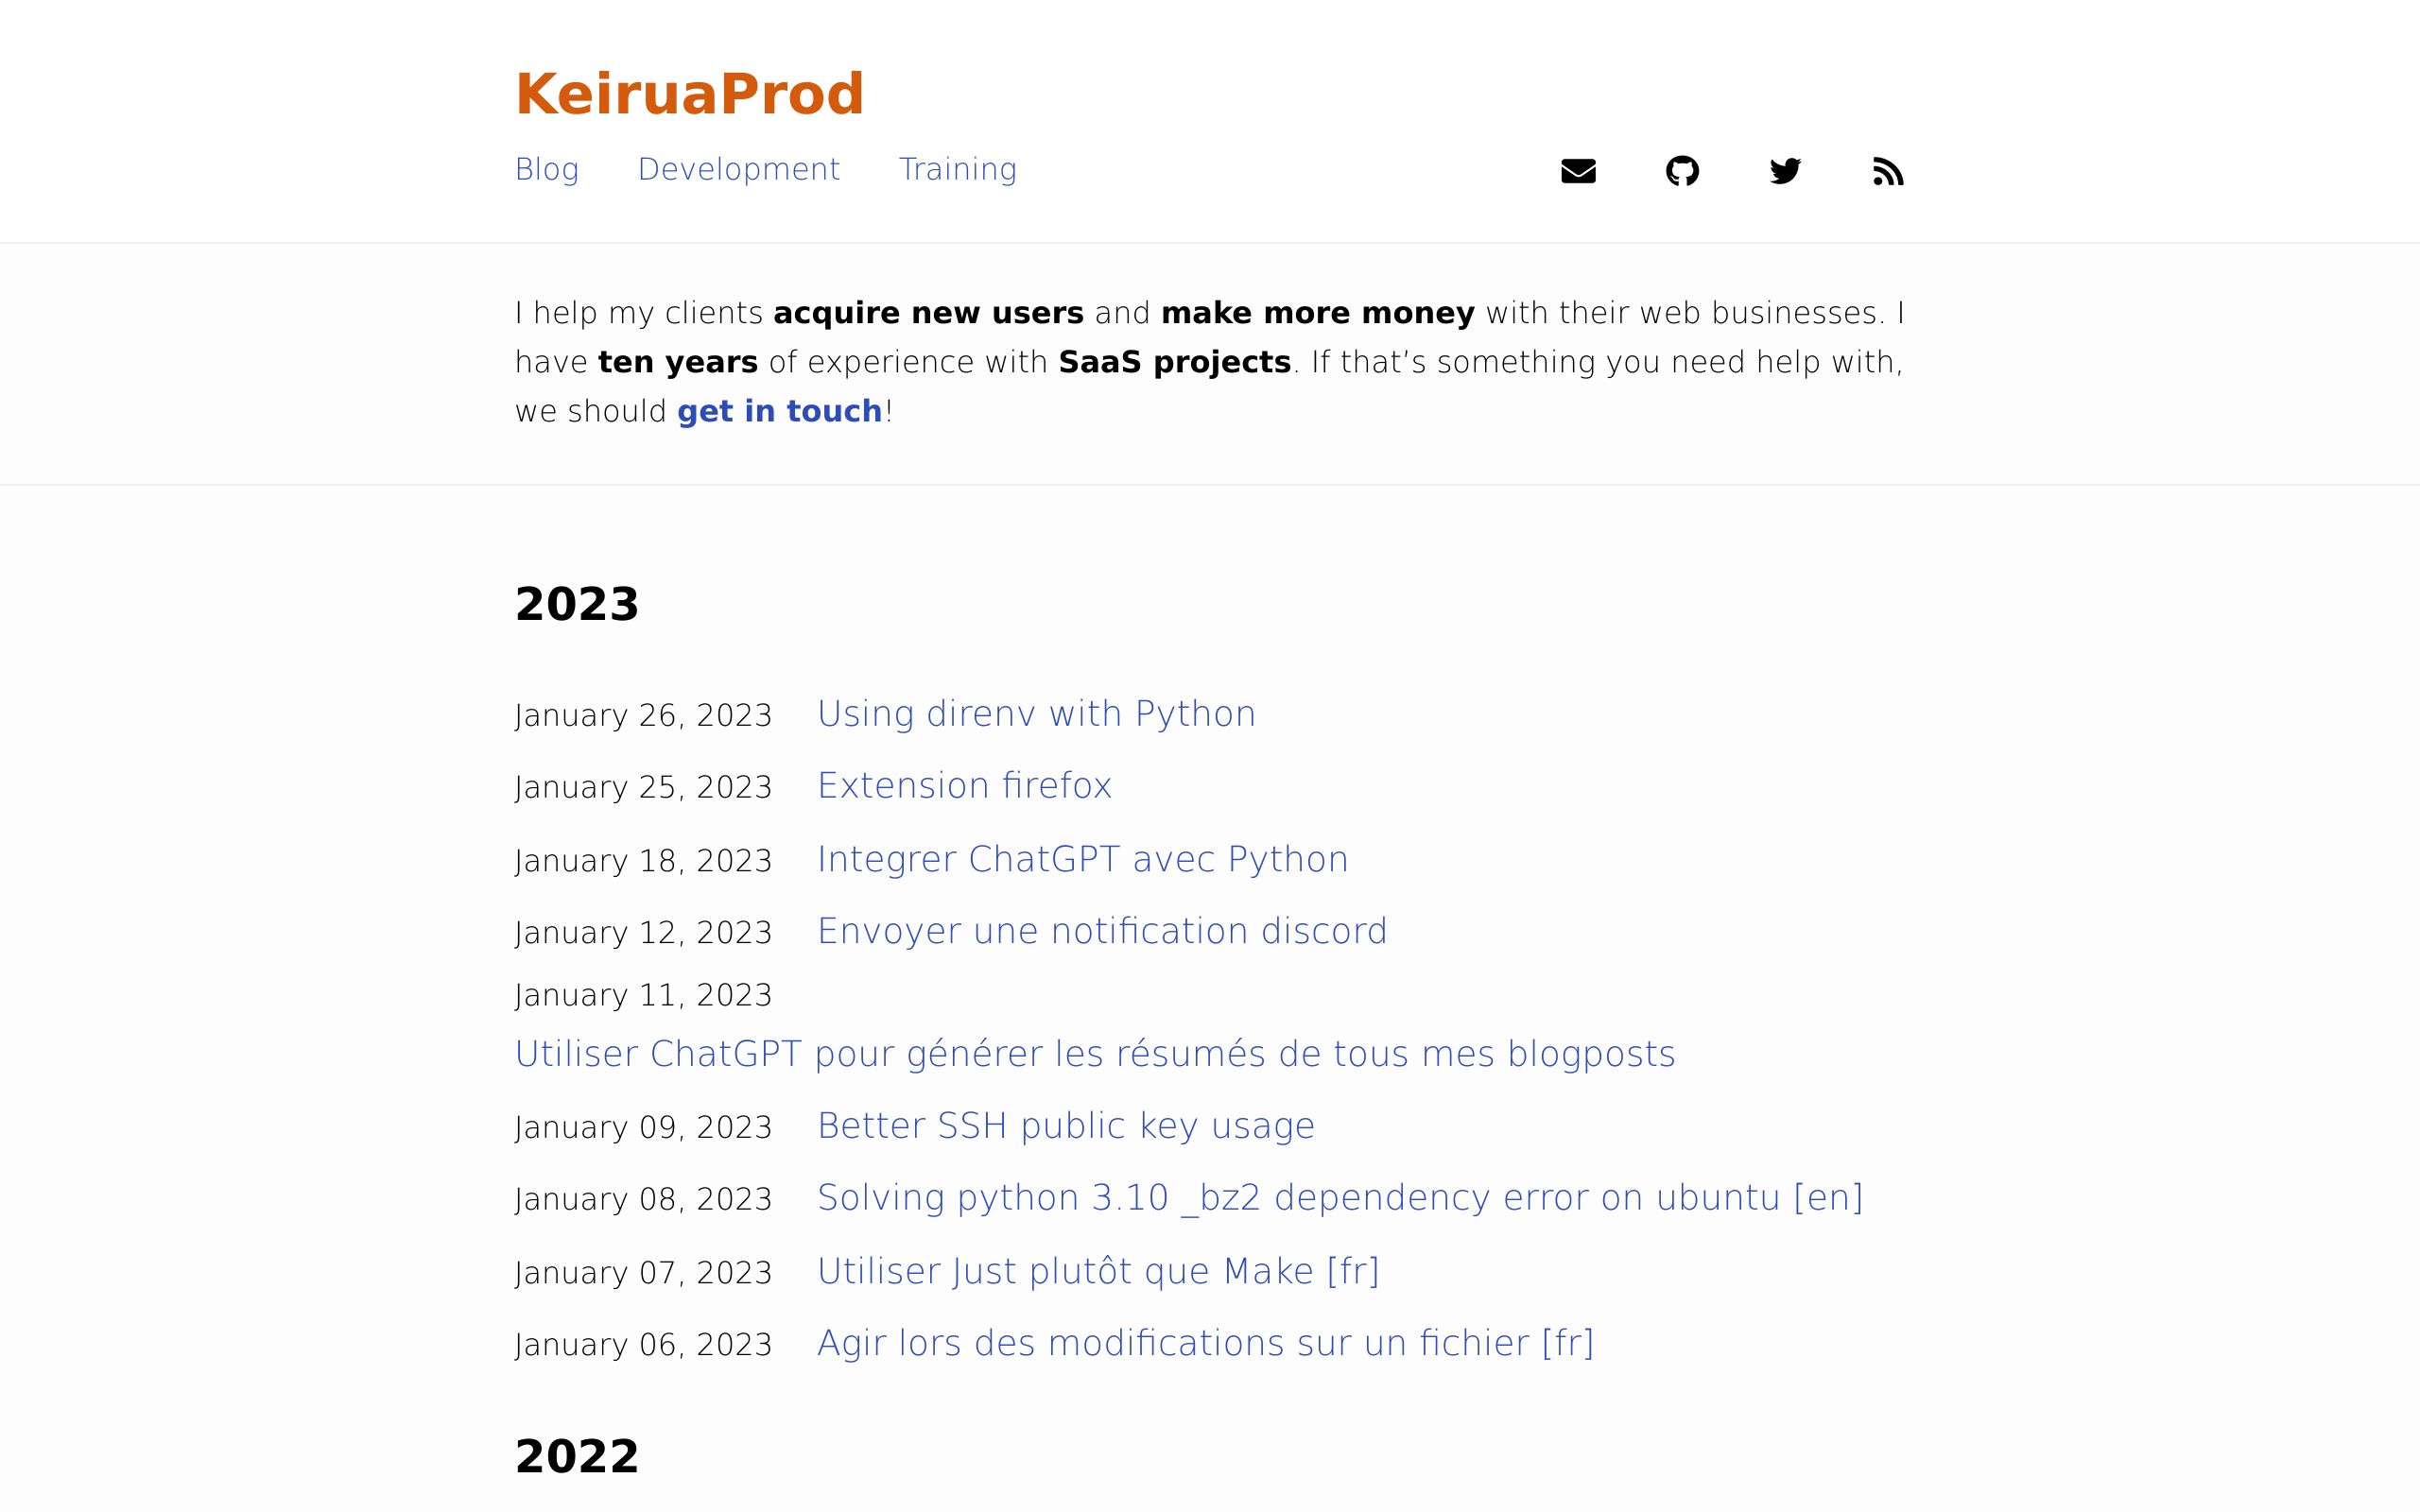 KeiruaProd
Blog Development Training
I help my clients acquire new users and make more money with their web businesses. I
have ten years of experience with SaaS projects. If that’s something you need help with,
we should get in touch!
2023
January 26, 2023 Using direnv with Python
January 25, 2023 Extension firefox
January 18, 2023 Integrer ChatGPT avec Python
January 12, 2023 Envoyer une notification discord
January 11, 2023
Utiliser ChatGPT pour générer les résumés de tous mes blogposts
January 09, 2023 Better SSH public key usage
January 08, 2023 Solving python 3.10 _bz2 dependency error on ubuntu [en]
January 07, 2023 Utiliser Just plutôt que Make [fr]
January 06, 2023 Agir lors des modifications sur un fichier [fr]
2022